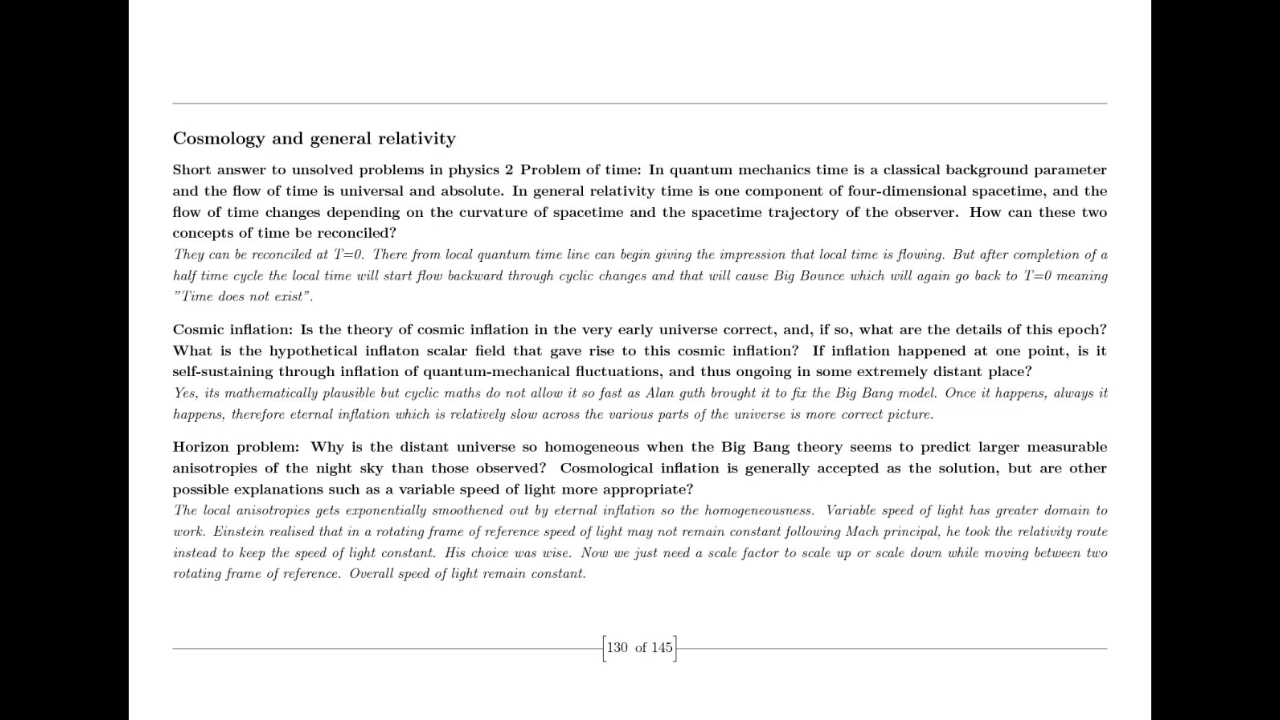 Cosmology and general relativity
Short answer to unsolved problems in physics 2 Problem of time: In quantum mechanics time is a classical background parameter
and the flow of time is universal and absolute. In general relativity time is one component of four-dimensional spacetime, and the
flow of time changes depending on the curvature of spacetime and the spacetime trajectory of the observer. How can these two
concepts of time be reconciled?
They can be reconciled at T=0. There from local quantum time line can begin giving the impression that local time is flowing. But after completion of a
half time cycle the local time will start flow backward through cyclic changes and that will cause Big Bounce which will again go back to T=0 meaning
"Time does not exist".
Cosmic inflation: Is the theory of cosmic inflation in the very early universe correct, and, if so, what are the details of this epoch?
What is the hypothetical inflaton scalar field that gave rise to this cosmic inflation? If inflation happened at one point, is it
self-sustaining through inflation of quantum-mechanical fluctuations, and thus ongoing in some extremely distant place?
Yes, its mathematically plausible but cyclic maths do not allow it so fast as Alan guth brought it to fix the Big Bang model. Once it happens, always it
happens, therefore eternal inflation which is relatively slow across the various parts of the universe is more correct picture.
Horizon problem: Why is the distant universe so homogeneous when the Big Bang theory seems to predict larger measurable
anisotropies of the night sky than those observed? Cosmological inflation is generally accepted as the solution, but are other
possible explanations such as a variable speed of light more appropriate?
The local anisotropies gets exponentially smoothened out by eternal inflation so the homogeneousness. Variable speed of light has greater domain to
work. Einstein realised that in a rotating frame of reference speed of light may not remain constant following Mach principal, he took the relativity route
instead to keep the speed of light constant. His choice was wise. Now we just need a scale factor to scale up or scale down while moving between two
rotating frame of reference. Overall speed of light remain constant.
130 of 145